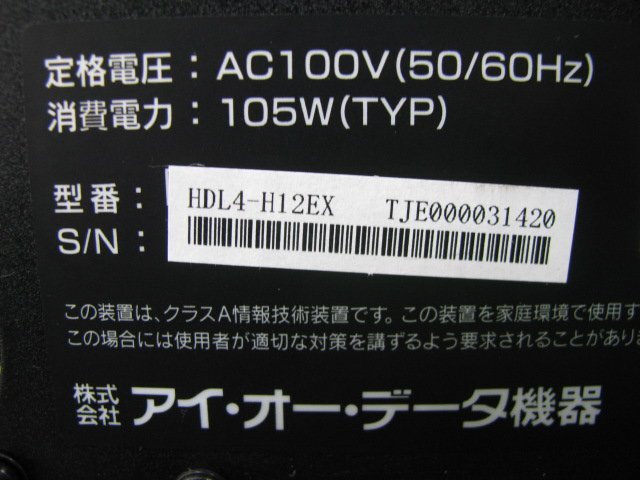 定格電圧：AC100V(50/60Hz)
消費電力：105W(TYP)
型番： HDL4-H12EX TJE000031420
S/N：
この装置は、クラスA情報技術装置です。この装置を家庭環境で使用す
この場合には使用者が適切な対策を講ずるよう要求されることがあり
株式会社 アイ・オー・データ機器